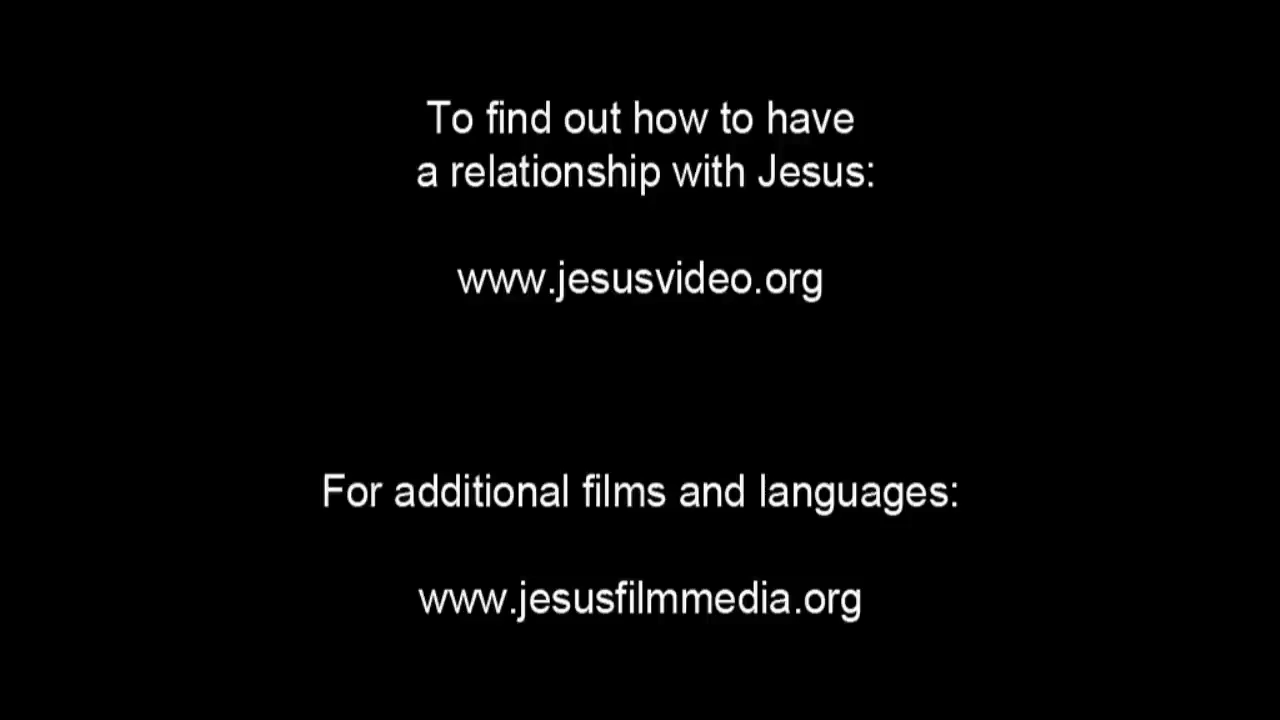 To find out how to have
a relationship with Jesus:
www.jesusvideo.org
For additional films and languages:
www.jesusfilmmedia.org